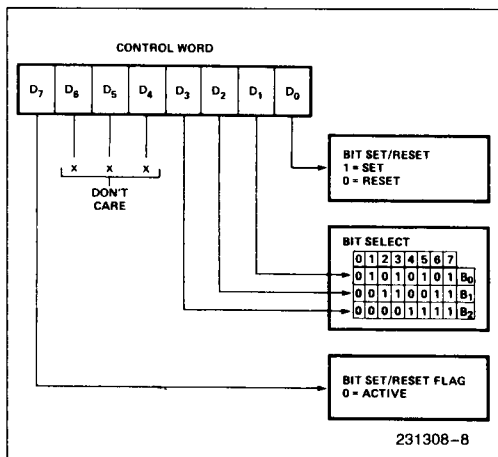 CONTROL WORD
D7 D6 D5 D4 D3 D2 D1 D0
X X X
DON'T
CARE
BIT SET/RESET
1 = SET
0 = RESET
BIT SELECT
0 1 2 3 4 5 6 7
0 1 0 1 0 1 0 1 B0
0 0 1 1 0 0 1 1 B1
0 0 0 0 1 1 1 1 B2
BIT SET/RESET FLAG
0 = ACTIVE
231308-8